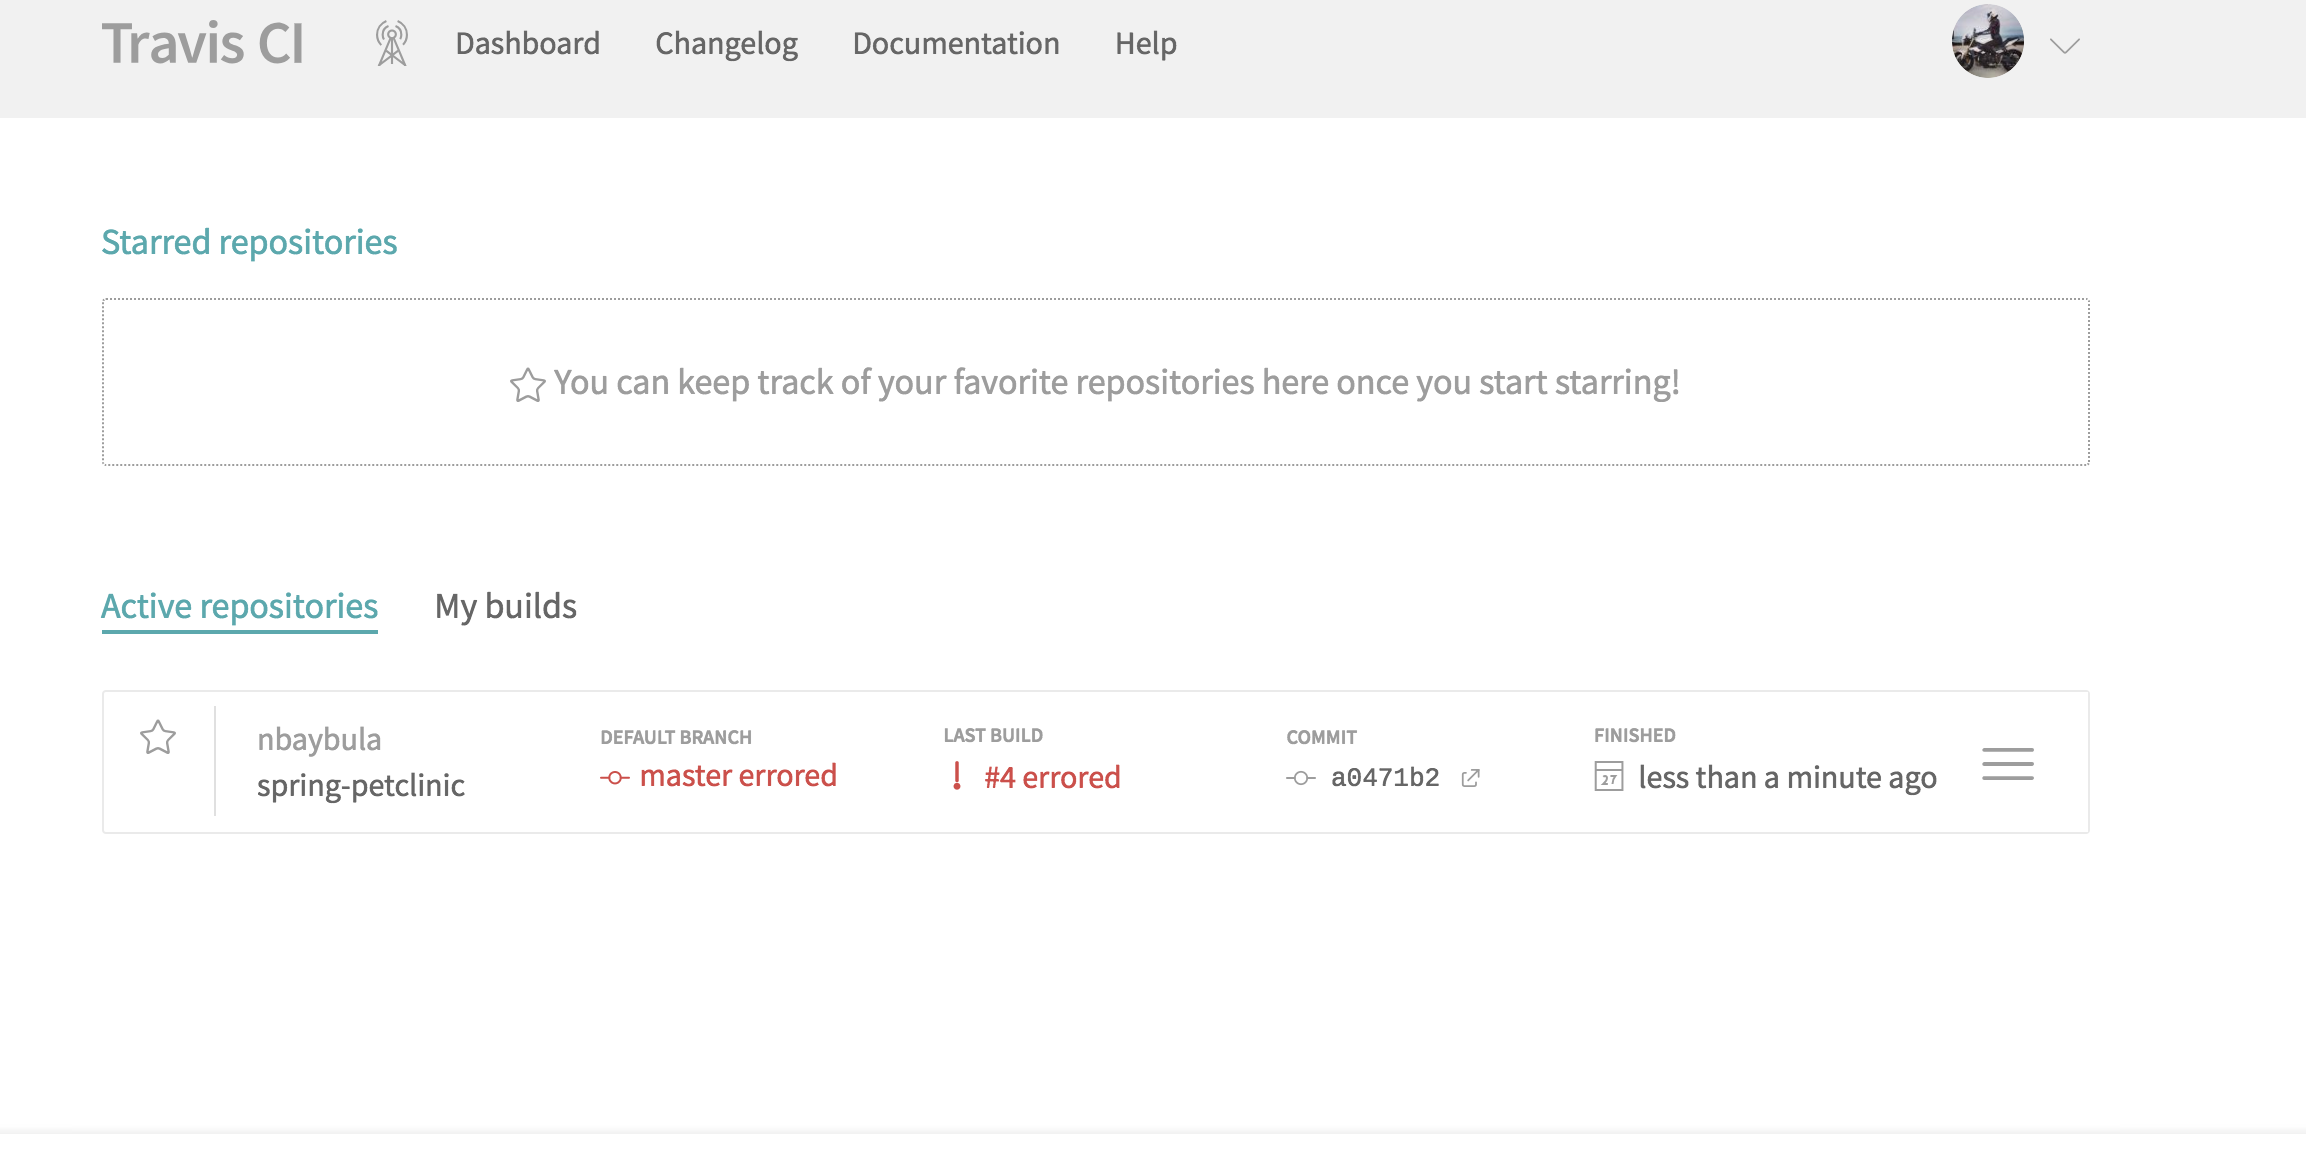 Travis CI Dashboard Changelog Documentation Help
Starred repositories
You can keep track of your favorite repositories here once you start starring!
Active repositories My builds
nbaybula
spring-petclinic
DEFAULT BRANCH
master errored
LAST BUILD
! #4 errored
COMMIT
a0471b2
FINISHED
27 less than a minute ago